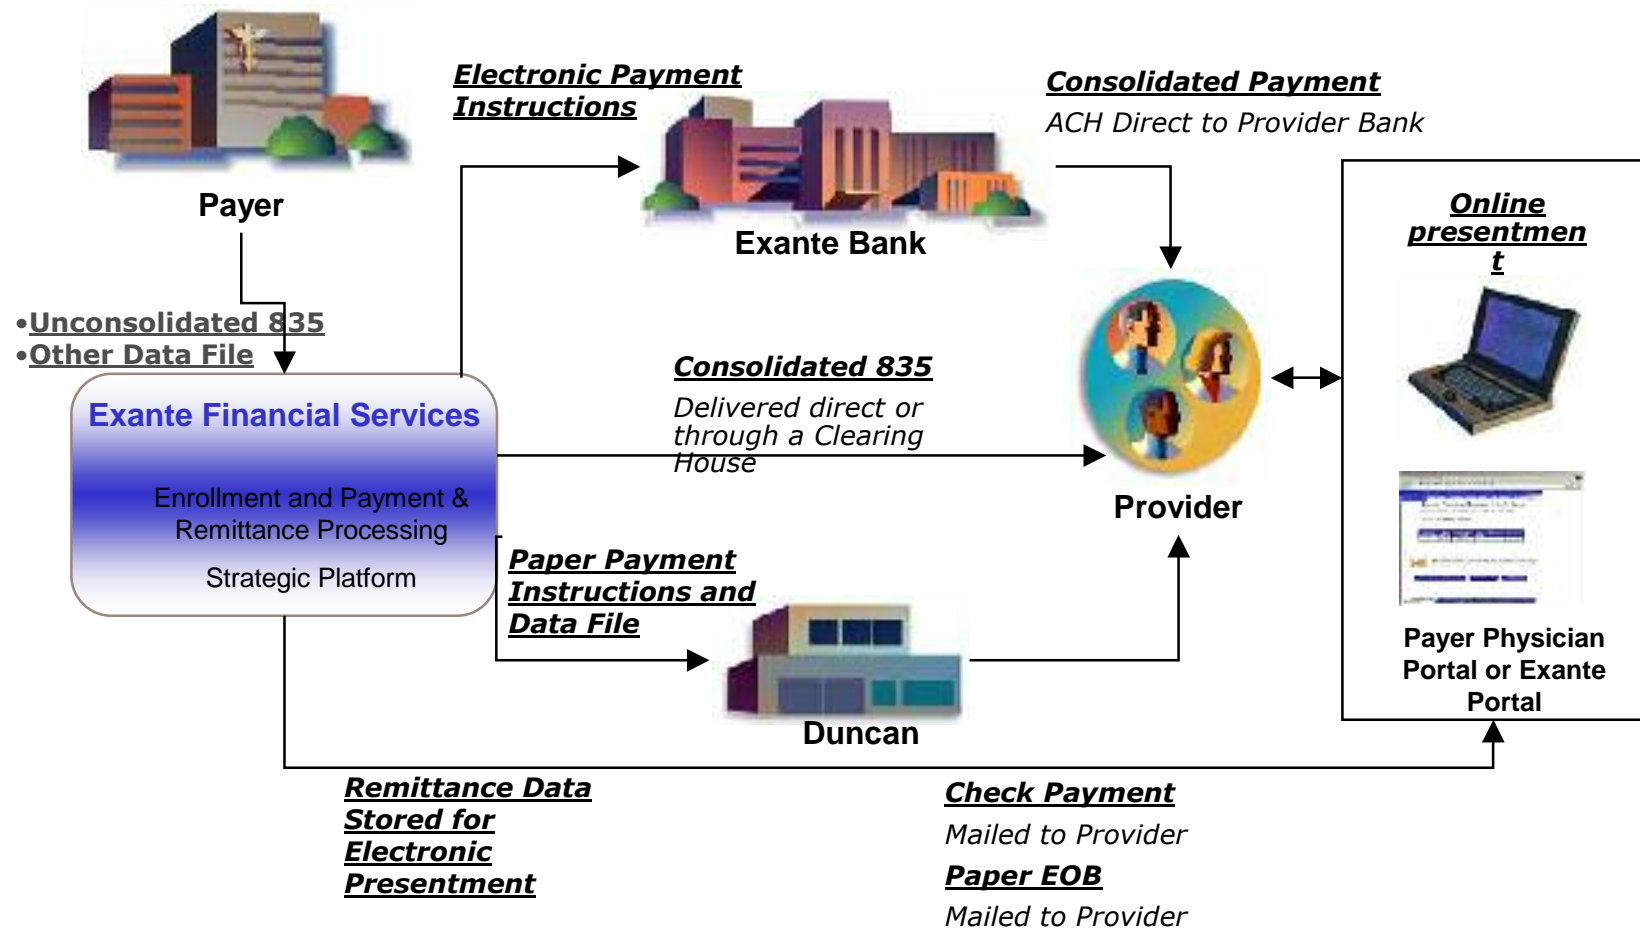 Payer
•Unconsolidated 835
•Other Data File
Exante Financial Services
Enrollment and Payment &
Remittance Processing
Strategic Platform
Electronic Payment
Instructions
Exante Bank
Consolidated Payment
ACH Direct to Provider Bank
Consolidated 835
Delivered direct or
through a Clearing
House
Provider
Paper Payment
Instructions and
Data File
Duncan
Online
presentmen
t
Payer Physician
Portal or Exante
Portal
Remittance Data
Stored for
Electronic
Presentment
Check Payment
Mailed to Provider
Paper EOB
Mailed to Provider